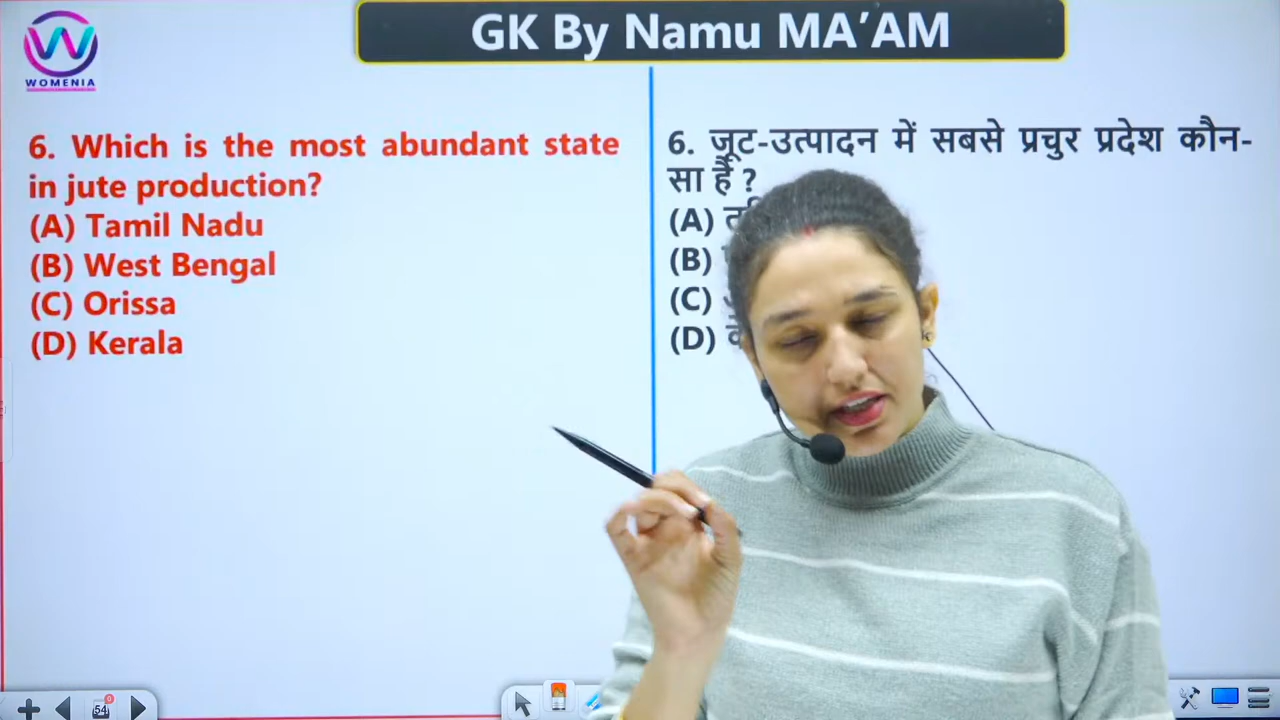 WOMENIA
GK By Namu MA’AM
6. Which is the most abundant state
in jute production?
(A) Tamil Nadu
(B) West Bengal
(C) Orissa
(D) Kerala
6. जूट-उत्पादन में सबसे प्रचुर प्रदेश कौन-
सा है ?
(A)
(B)
(C)
(D)
54